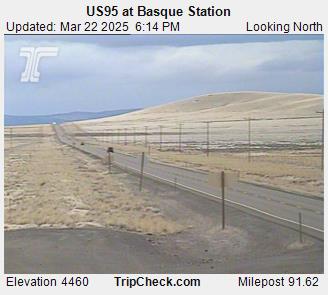 US95 at Basque Station
Updated: Mar 22 2025 6:14 PM Looking North
Elevation 4460 TripCheck.com Milepost 91.62